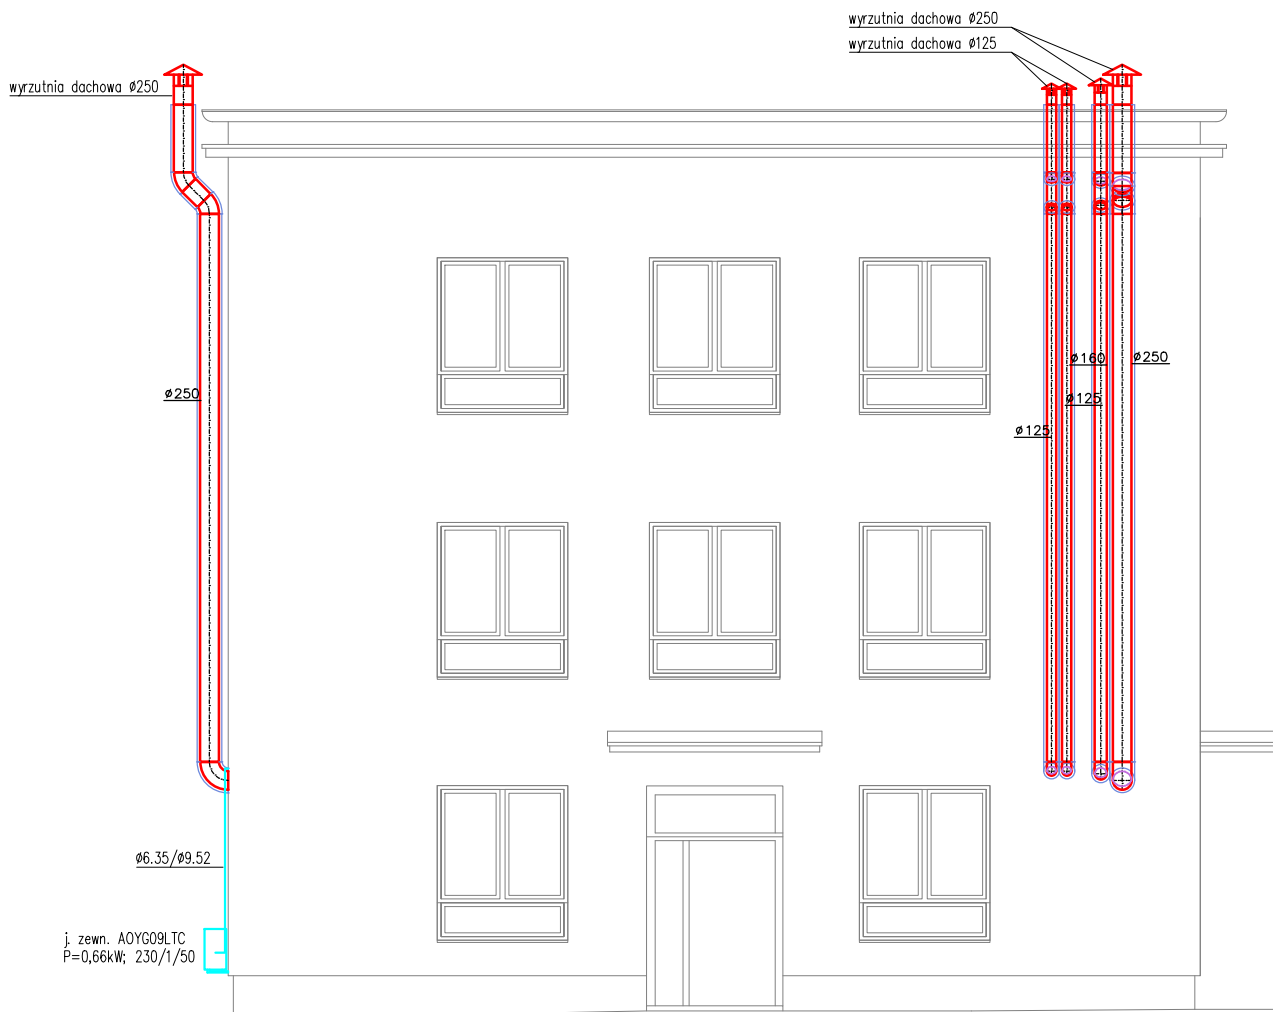 wyrzutnia dachowa ø250
wyrzutnia dachowa ø125
wyrzutnia dachowa ø250
ø160
ø250
ø250
ø125
ø125
ø6.35/ø9.52
j. zewn. AOYG09LTC
P=0,66kW; 230/1/50